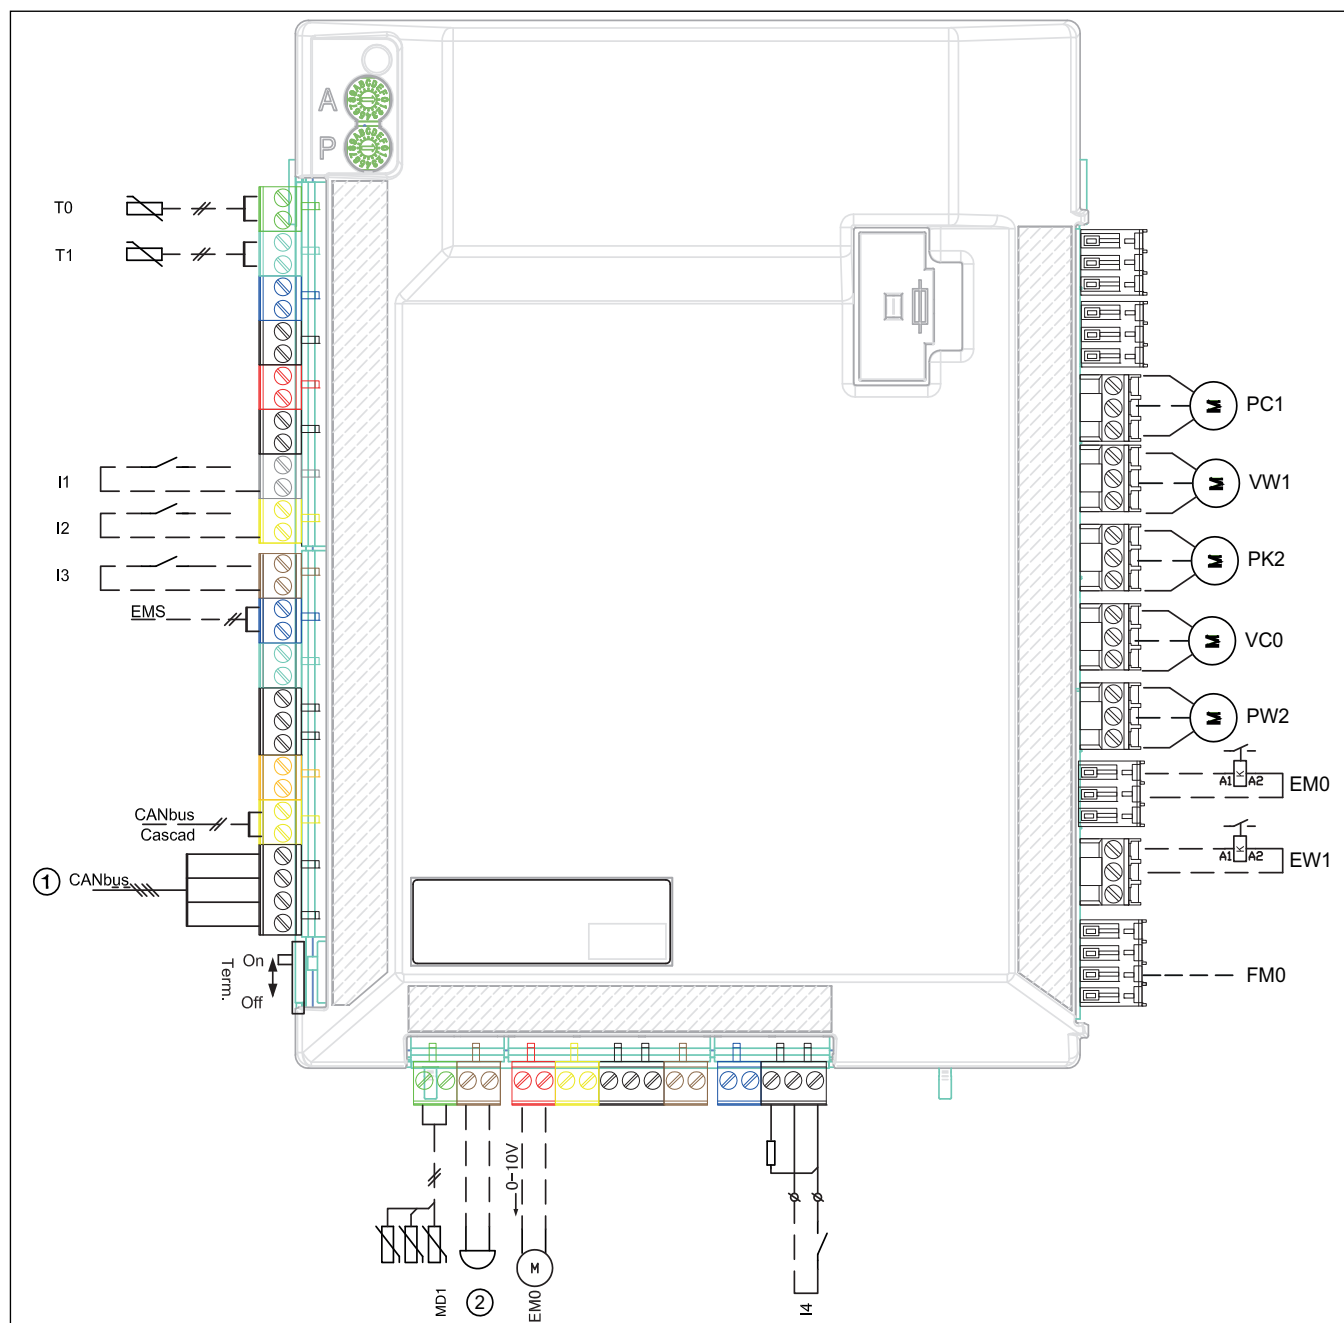 A
P
T0
T1
I1
I2
I3
EMS
CANbus
Cascad
1
CANbus
On
Term.
Off
PC1
M
VW1
M
PK2
M
VC0
M
PW2
M
EM0
A1
K
A2
EW1
A1
K
A2
FM0
0-10V
MD1
2
M
EM0
I4